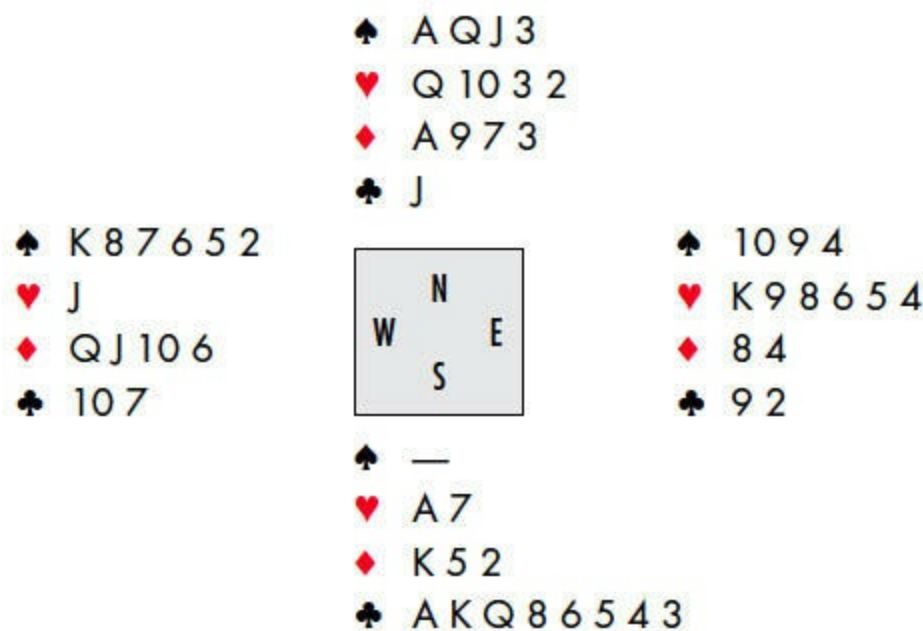 ♠ A Q J 3
♥ Q 10 3 2
♦ A 9 7 3
♣ J
♠ K 8 7 6 5 2
♥ J
♦ Q J 10 6
♣ 10 7
N
W E
S
♠ 10 9 4
♥ K 9 8 6 5 4
♦ 8 4
♣ 9 2
♠ —
♥ A 7
♦ K 5 2
♣ A K Q 8 6 5 4 3